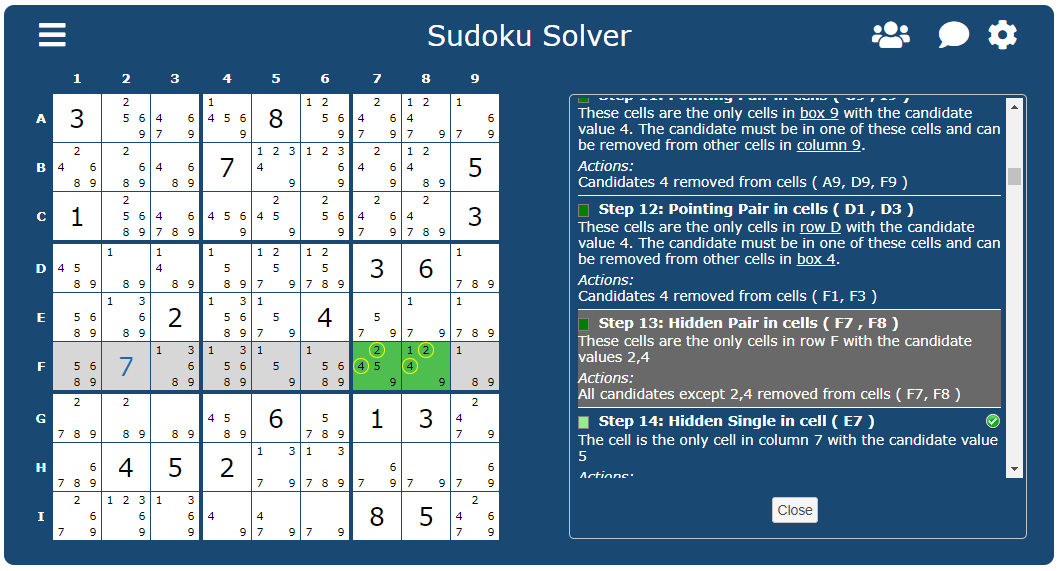 Sudoku Solver
1 2 3 4 5 6 7 8 9
2 1 1 2 2 1 2 1
A 3 5 6 4 6 4 5 6 8 5 6 4 6 4 6
9 7 9 9 9 7 9 7 9 7 9
2 2 1 2 3 1 2 3 2 1 2
B 4 6 6 4 6 7 4 6 4 6 4 5
8 9 8 9 8 9 9 9 9 8 9
2 2 2 2 2
C 1 5 6 4 6 4 5 6 4 5 5 6 4 6 4 3
8 9 7 8 9 9 9 9 7 9 7 8 9
1 1 1 1 2 1 2 1
D 4 5 4 5 5 5 3 6
8 9 8 9 8 9 8 9 7 9 7 8 9 7 8 9
1 3 1 3 1 1 1
E 5 6 6 2 5 6 5 4 5
8 9 8 9 8 9 7 9 7 9 7 9 7 8 9
1 3 1 3 1 1 2 1 2 1
F 5 6 7 6 5 6 5 5 6 4 5 4
8 9 8 9 8 9 9 8 9 9 9 8 9
2 2 2
G 4 5 6 5 1 3 4
7 8 9 8 9 8 9 8 9 7 8 9 7 9
1 3 1 3
H 6 4 5 2 6 6
7 8 9 7 9 7 8 9 7 9 7 9 7 9
2 1 2 3 1 3 2
I 6 6 6 4 4 8 5 4 6
7 9 9 9 9 7 9 7 9 7 9
Step 11: Pointing Pair in cells ( G9 , I9 )
These cells are the only cells in box 9 with the candidate
value 4. The candidate must be in one of these cells and can
be removed from other cells in column 9.
Actions:
Candidates 4 removed from cells ( A9, D9, F9 )
Step 12: Pointing Pair in cells ( D1 , D3 )
These cells are the only cells in row D with the candidate
value 4. The candidate must be in one of these cells and can
be removed from other cells in box 4.
Actions:
Candidates 4 removed from cells ( F1, F3 )
Step 13: Hidden Pair in cells ( F7 , F8 )
These cells are the only cells in row F with the candidate
values 2,4
Actions:
All candidates except 2,4 removed from cells ( F7, F8 )
Step 14: Hidden Single in cell ( E7 )
The cell is the only cell in column 7 with the candidate value
5
Actions:
Close